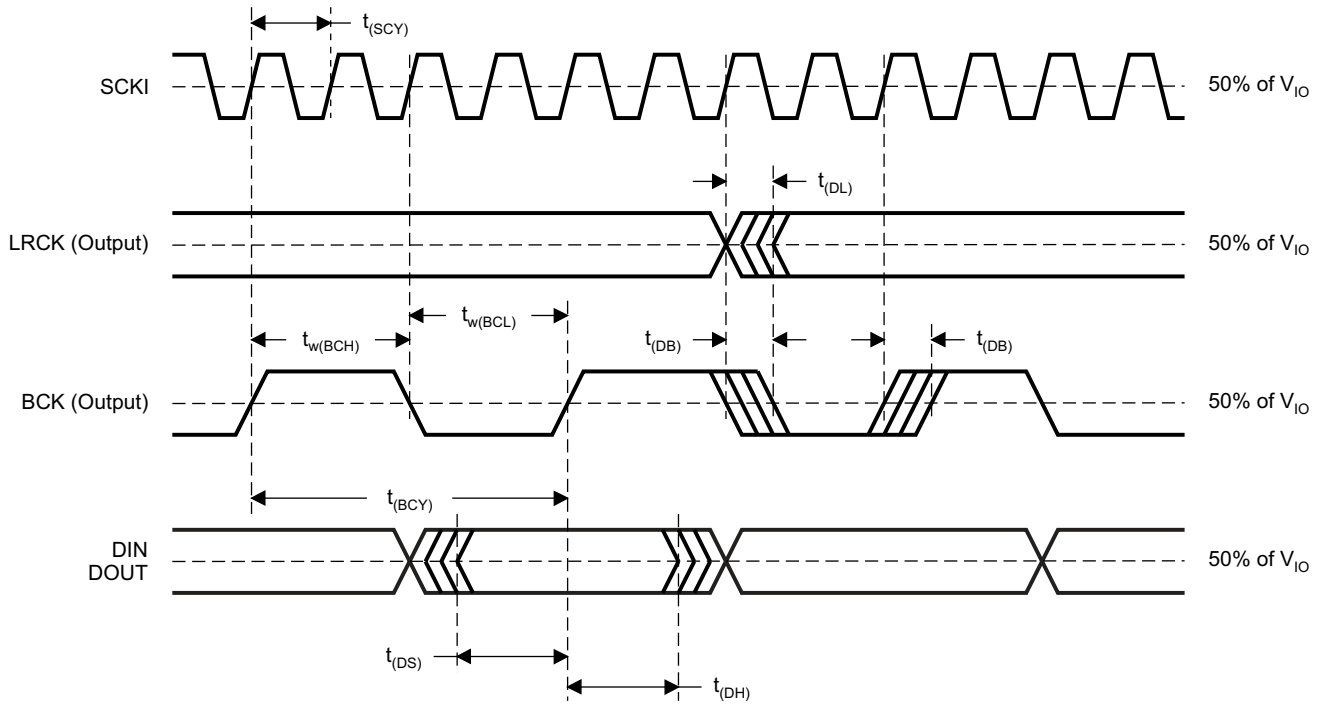 t(SCY)
SCKI
50% of VIO
t(DL)
LRCK (Output)
50% of VIO
tw(BCL)
tw(BCH)
t(DB)
t(DB)
BCK (Output)
50% of VIO
t(BCY)
DIN
DOUT
50% of VIO
t(DS)
t(DH)